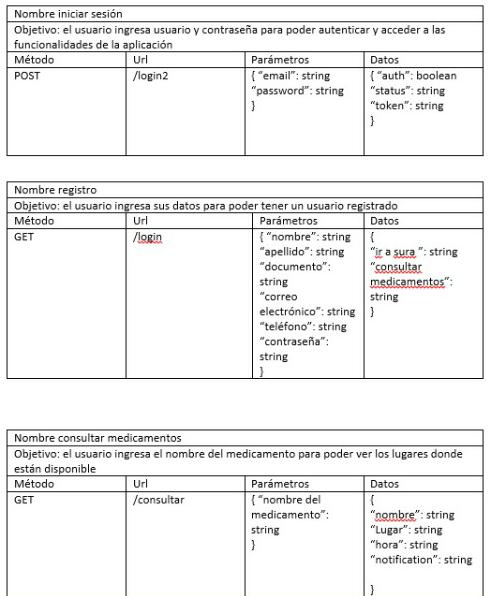 Nombre iniciar sesión
Objetivo: el usuario ingresa usuario y contraseña para poder autenticar y acceder a las
funcionalidades de la aplicación
Método Url Parámetros Datos
POST /login2 { “email”: string { “auth”: boolean
“password”: string “status”: string
} “token”: string
}
Nombre registro
Objetivo: el usuario ingresa sus datos para poder tener un usuario registrado
Método Url Parámetros Datos
GET /login { “nombre”: string {
“apellido”: string “ir a sura ”: string
“documento”: “consultar
string medicamentos”:
“correo string
electrónico”: string }
“teléfono”: string
“contraseña”:
string
}
Nombre consultar medicamentos
Objetivo: el usuario ingresa el nombre del medicamento para poder ver los lugares donde
están disponible
Método Url Parámetros Datos
GET /consultar { “nombre del {
medicamento”: “nombre”: string
string “Lugar”: string
} “hora”: string
“notification”: string
}